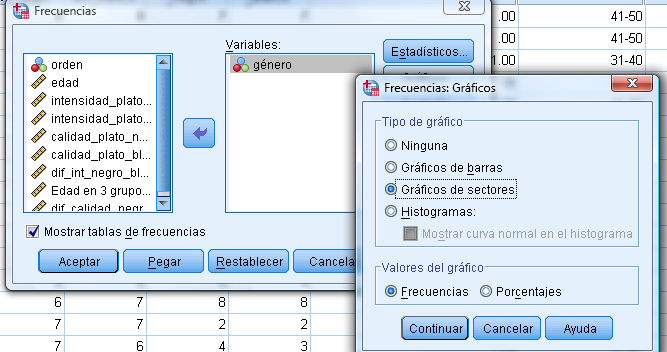 Frecuencias
.00 41-50
.00 41-50
1.00 31-40
Variables:
orden
edad
intensidad_plato...
intensidad_plato...
calidad_plato_n...
calidad_plato_bl...
dif_int_negro_bl...
Edad en 3 grupo...
dif_calidad_negr
género
Estadísticos...
Mostrar tablas de frecuencias
Aceptar Pegar Restablecer Cancela
Frecuencias: Gráficos
Tipo de gráfico
Ninguna
Gráficos de barras
Gráficos de sectores
Histogramas:
Mostrar curva normal en el histograma
Valores del gráfico
Frecuencias Porcentajes
Continuar Cancelar Ayuda
6 7 8 8
7 7 2 2
7 6 4 3